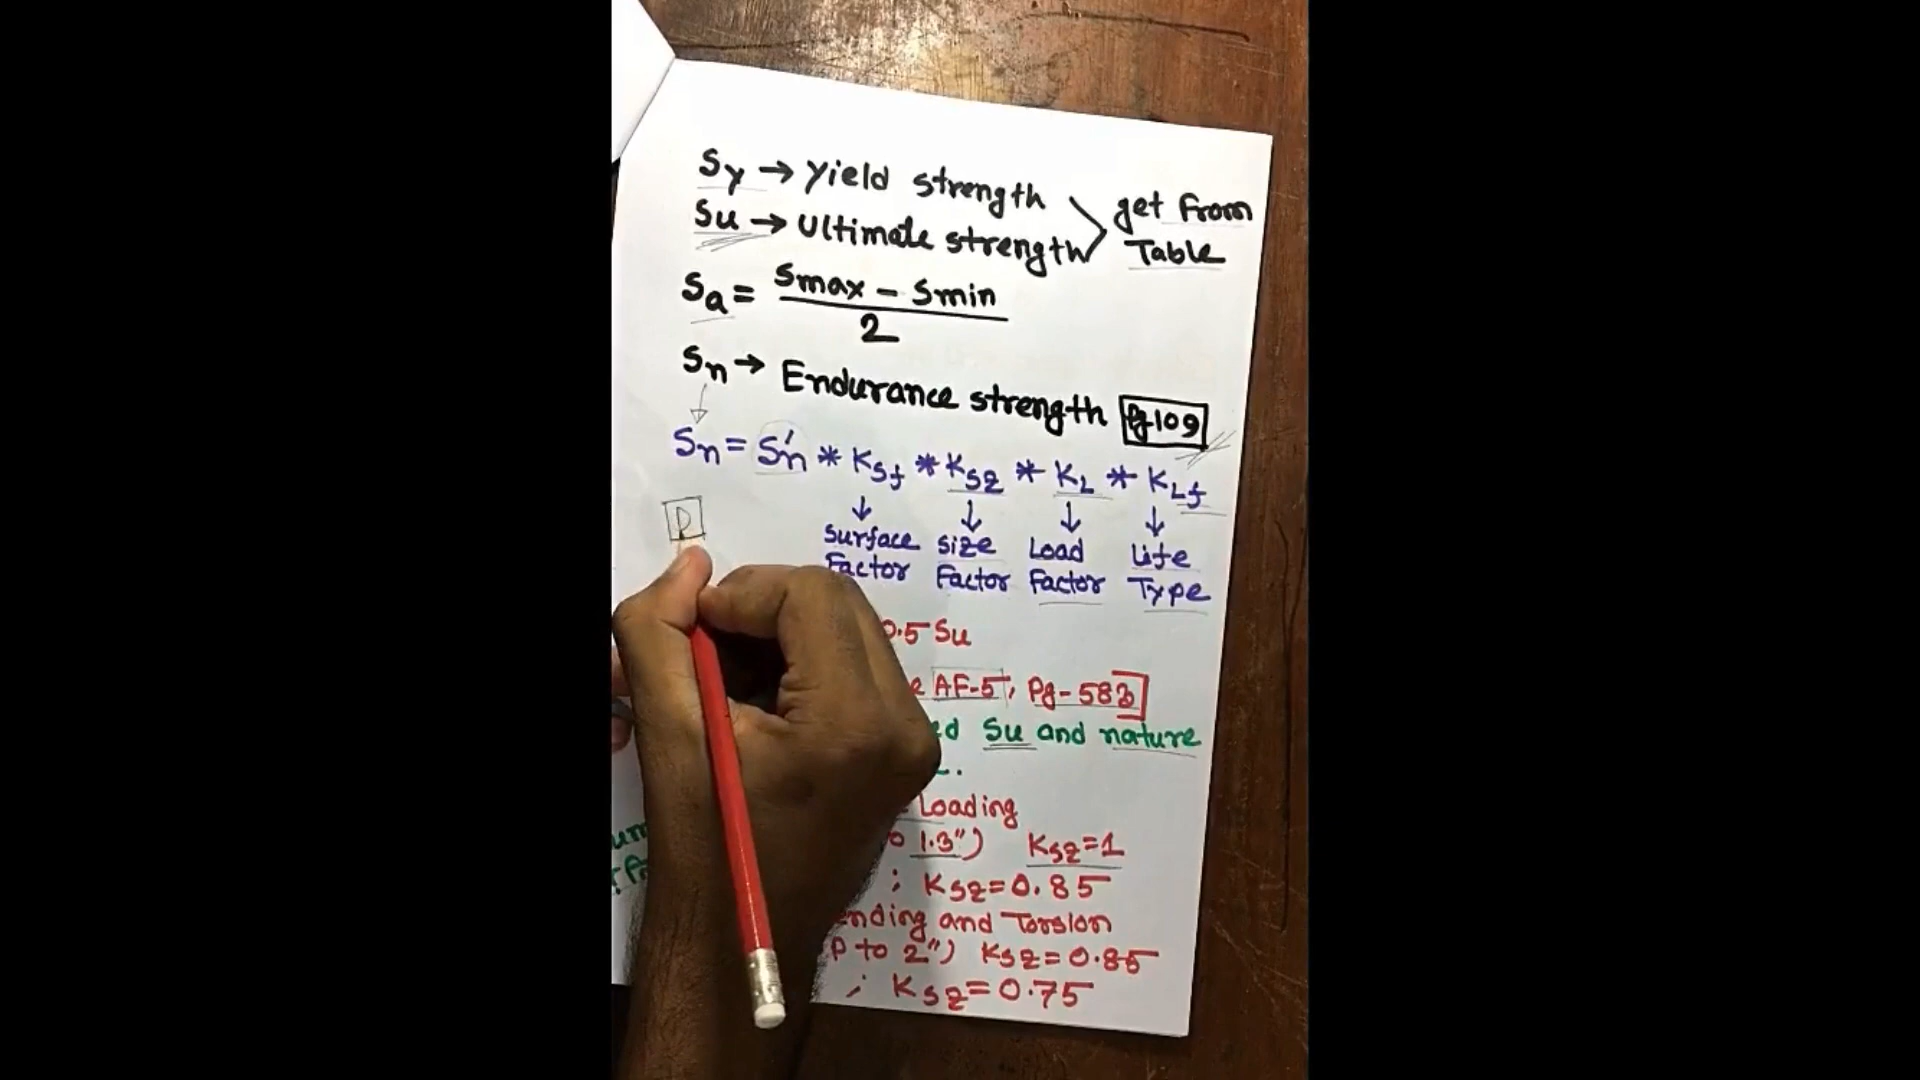 Sy → Yield strength
Su → Ultimate strength
get From
Table
Sa = Smax - Smin
2
Sn → Endurance strength Pg 109
Sn = Sn' * Ksf * Ksz * KL * KLf
Surface Size Load Life
Factor Factor Factor Type
0.5 Su
AF-5, Pg-583
Su and nature
Loading
1.3") Ksz=1
; Ksz=0.85
and Torsion
to 2") Ksz=0.85
; Ksz=0.75